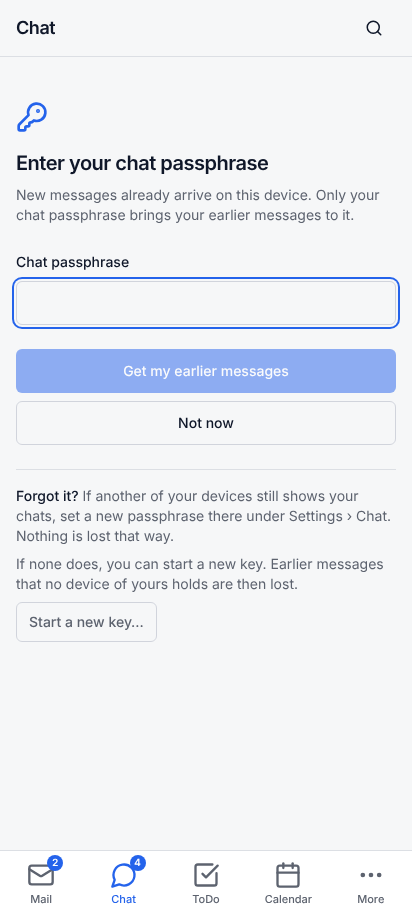 Chat
Enter your chat passphrase
New messages already arrive on this device. Only your
chat passphrase brings your earlier messages to it.
Chat passphrase
Get my earlier messages
Not now
Forgot it? If another of your devices still shows your
chats, set a new passphrase there under Settings › Chat.
Nothing is lost that way.
If none does, you can start a new key. Earlier messages
that no device of yours holds are then lost.
Start a new key...
2
4
Mail
Chat
ToDo
Calendar
More